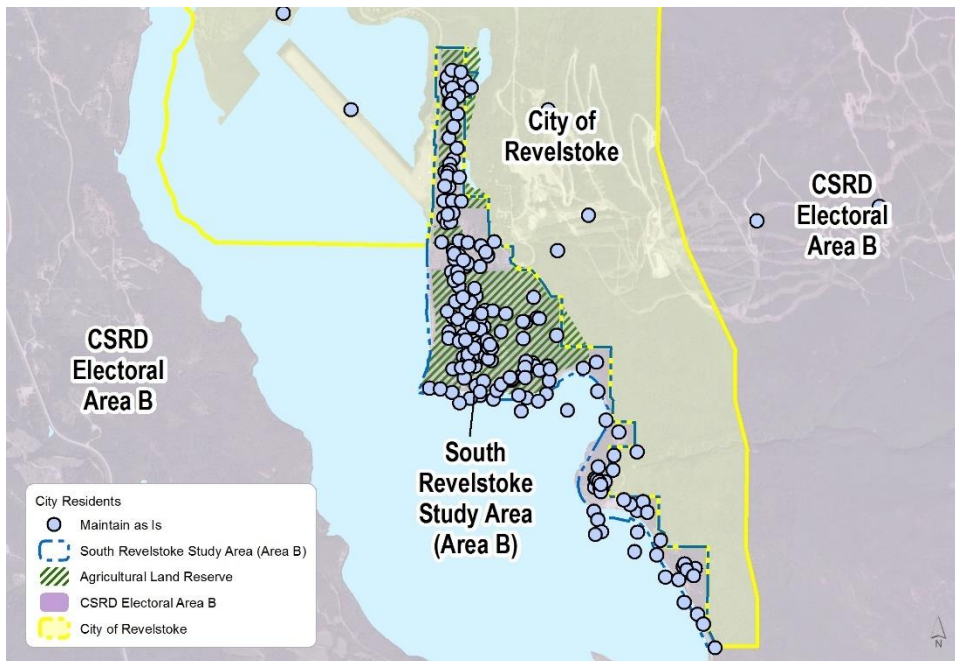 City of
Revelstoke
CSRD
Electoral
Area B
CSRD
Electoral
Area B
South
Revelstoke
Study Area
(Area B)
City Residents
Maintain as Is
South Revelstoke Study Area (Area B)
Agricultural Land Reserve
CSRD Electoral Area B
City of Revelstoke
N